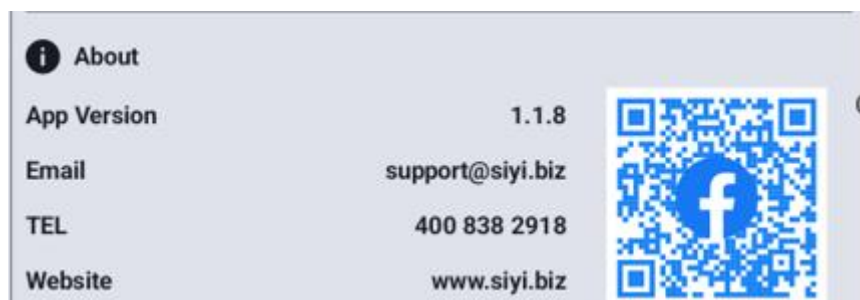 About
App Version 1.1.8
Email support@siyi.biz
TEL 400 838 2918
Website www.siyi.biz